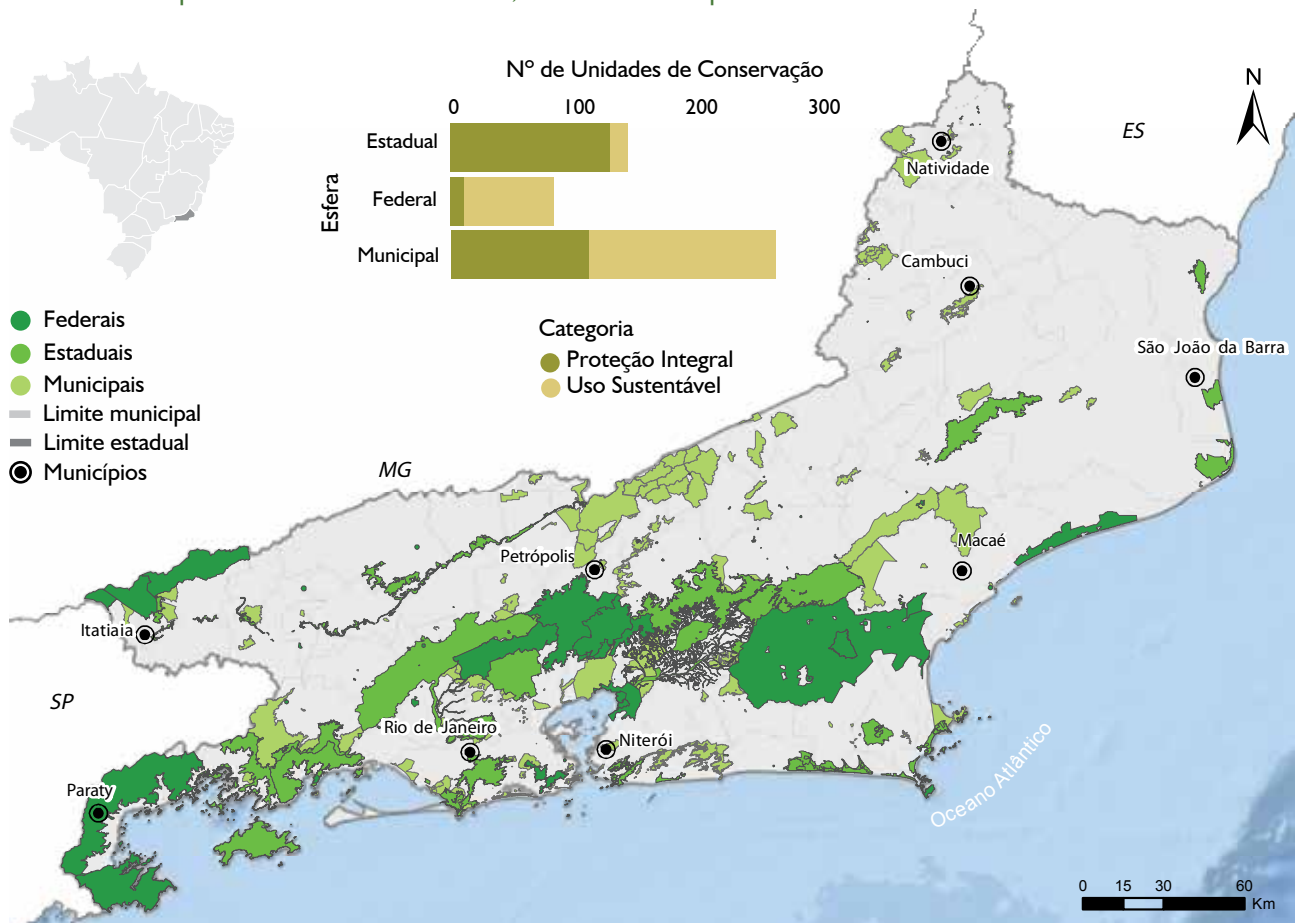 Nº de Unidades de Conservação
0 100 200 300
Esfera
Estadual
Federal
Municipal
Categoria
Proteção Integral
Uso Sustentável
Federais
Estaduais
Municipais
Limite municipal
Limite estadual
Municípios
N
ES
MG
SP
Natividade
Cambuci
São João da Barra
Macaé
Petrópolis
Itatiaia
Rio de Janeiro
Niterói
Paraty
Oceano Atlântico
0 15 30 60
Km